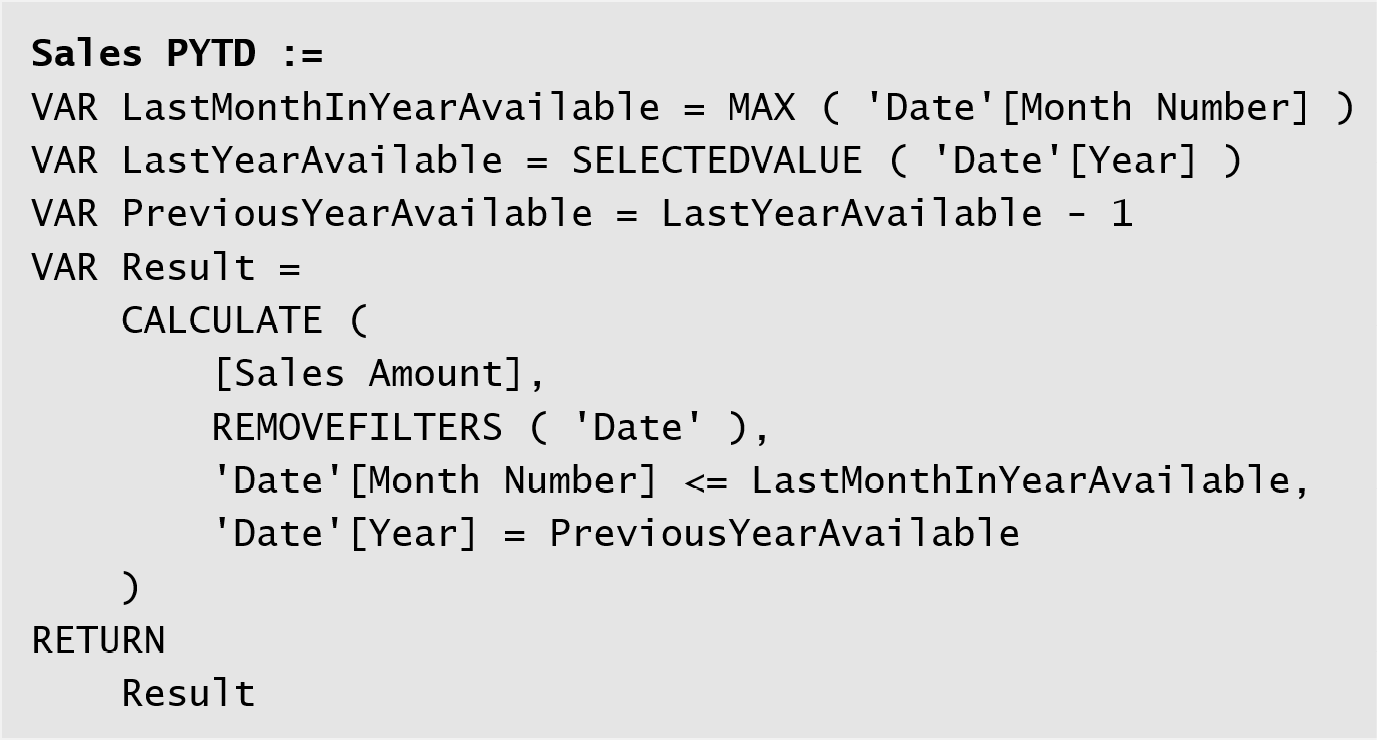 Sales PYTD :=
VAR LastMonthInYearAvailable = MAX ( 'Date'[Month Number] )
VAR LastYearAvailable = SELECTEDVALUE ( 'Date'[Year] )
VAR PreviousYearAvailable = LastYearAvailable - 1
VAR Result =
    CALCULATE (
        [Sales Amount],
        REMOVEFILTERS ( 'Date' ),
        'Date'[Month Number] <= LastMonthInYearAvailable,
        'Date'[Year] = PreviousYearAvailable
    )
RETURN
    Result